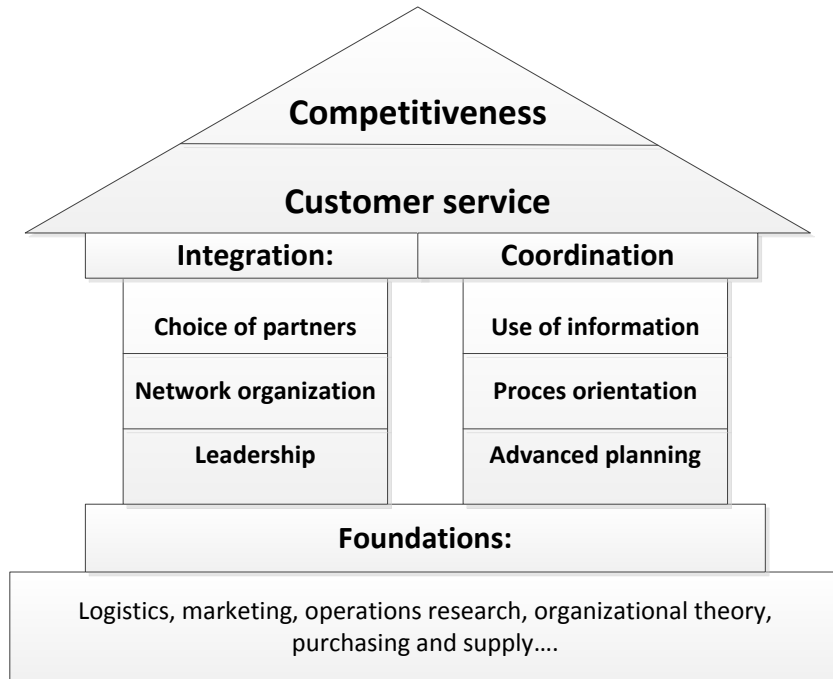 Competitiveness
Customer service
Integration:
Coordination
Choice of partners
Network organization
Leadership
Use of information
Proces orientation
Advanced planning
Foundations:
Logistics, marketing, operations research, organizational theory,
purchasing and supply….